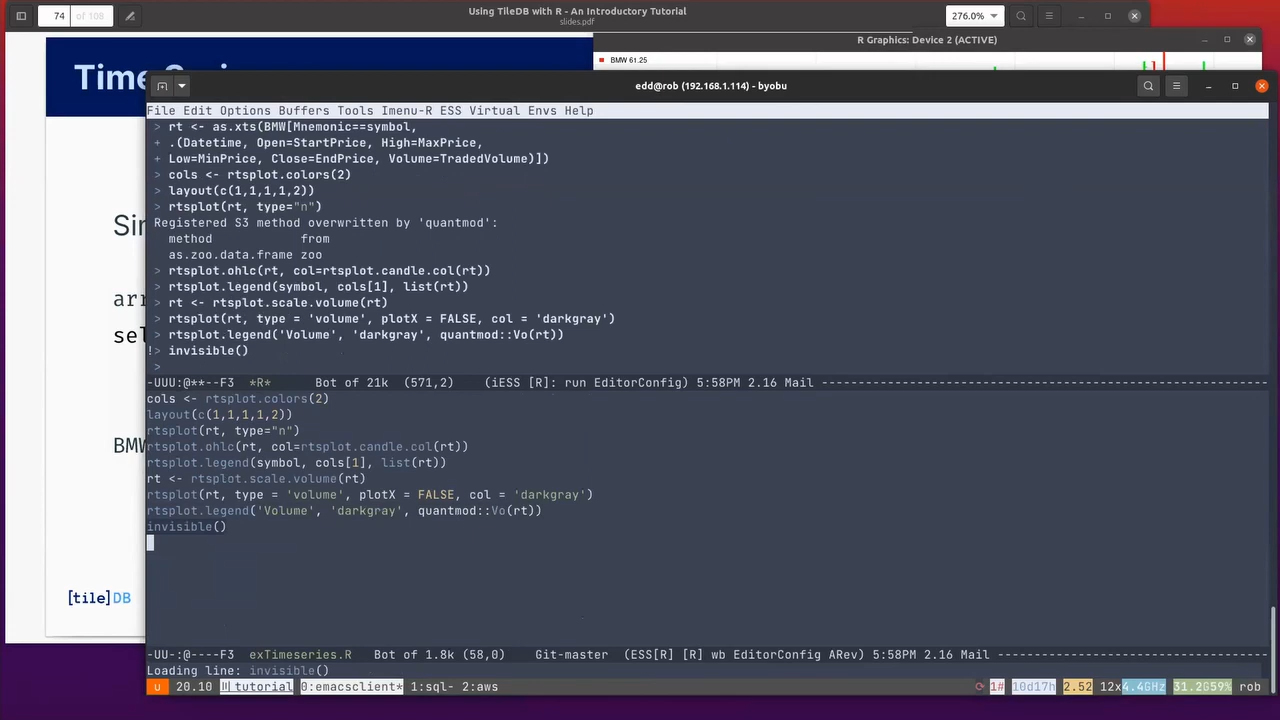 Using TileDB with R - An Introductory Tutorial
slides.pdf
74 of 108
276.0%
R Graphics: Device 2 (ACTIVE)
BMW 61.25
edd@rob (192.168.1.114) - byobu
File Edit Options Buffers Tools Imenu-R ESS Virtual Envs Help
> rt <- as.xts(BMW[Mnemonic==symbol,
+ .(Datetime, Open=StartPrice, High=MaxPrice,
+ Low=MinPrice, Close=EndPrice, Volume=TradedVolume)])
> cols <- rtsplot.colors(2)
> layout(c(1,1,1,1,2))
> rtsplot(rt, type="n")
Registered S3 method overwritten by 'quantmod':
method from
as.zoo.data.frame zoo
> rtsplot.ohlc(rt, col=rtsplot.candle.col(rt))
> rtsplot.legend(symbol, cols[1], list(rt))
> rt <- rtsplot.scale.volume(rt)
> rtsplot(rt, type = 'volume', plotX = FALSE, col = 'darkgray')
> rtsplot.legend('Volume', 'darkgray', quantmod::Vo(rt))
!> invisible()
>
-UUU:@**--F3 *R* Bot of 21k (571,2) (iESS [R]: run EditorConfig) 5:58PM 2.16 Mail
cols <- rtsplot.colors(2)
layout(c(1,1,1,1,2))
rtsplot(rt, type="n")
rtsplot.ohlc(rt, col=rtsplot.candle.col(rt))
rtsplot.legend(symbol, cols[1], list(rt))
rt <- rtsplot.scale.volume(rt)
rtsplot(rt, type = 'volume', plotX = FALSE, col = 'darkgray')
rtsplot.legend('Volume', 'darkgray', quantmod::Vo(rt))
invisible()
-UU-:@----F3 exTimeseries.R Bot of 1.8k (58,0) Git-master (ESS[R] [R] wb EditorConfig ARev) 5:58PM 2.16 Mail
Loading line: invisible()
u 20.10 tutorial 0:emacsclient* 1:sql- 2:aws 1# 10d17h 2.52 12x4.4GHz 31.2G59% rob
Time
Sim
arr
sel
BMW
[tile]DB